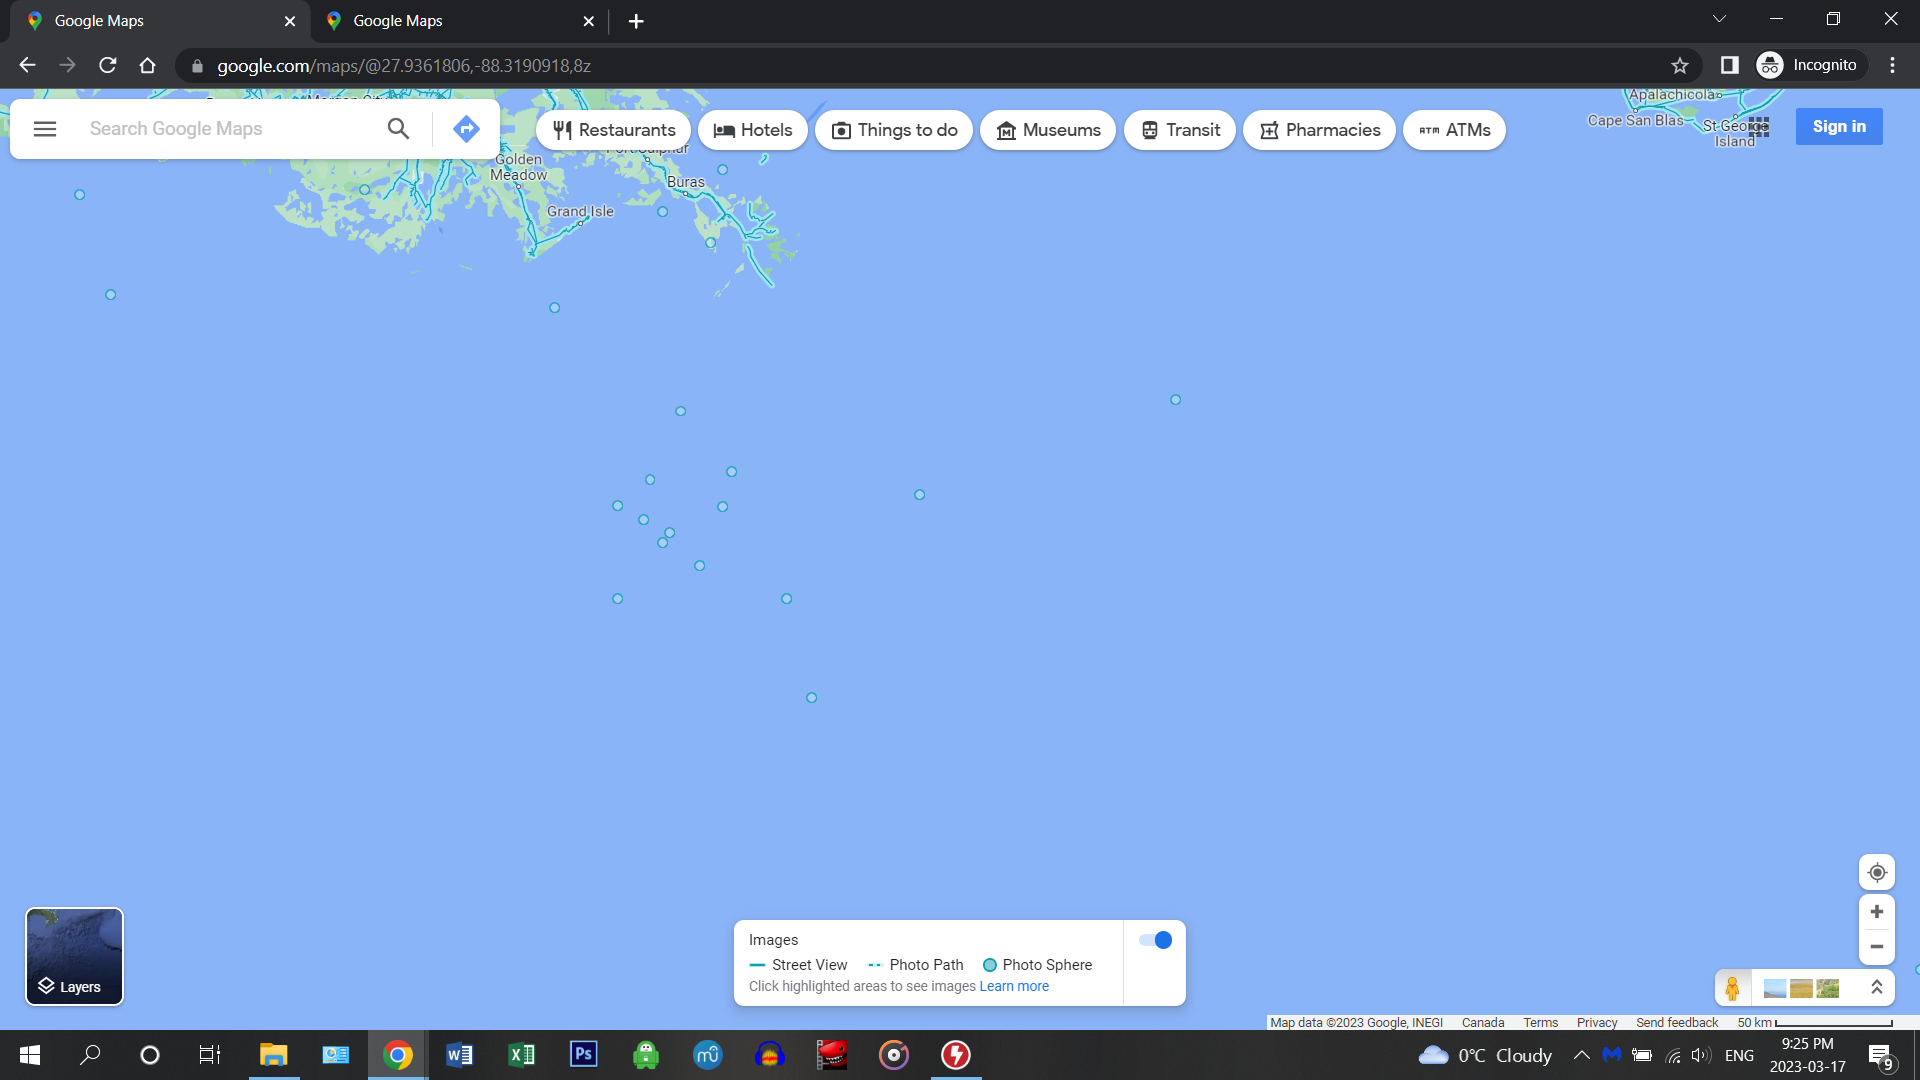 Google Maps
Google Maps
google.com/maps/@27.9361806,-88.3190918,8z
Incognito
Search Google Maps
Restaurants
Hotels
Things to do
Museums
Transit
Pharmacies
ATM ATMs
Sign in
Apalachicola
Cape San Blas
St George
Island
Golden
Meadow
Port Sulphur
Buras
Grand Isle
Layers
Images
Street View
Photo Path
Photo Sphere
Click highlighted areas to see images Learn more
Map data ©2023 Google, INEGI Canada Terms Privacy Send feedback 50 km
W
X
Ps
0°C Cloudy
ENG
9:25 PM
2023-03-17
9